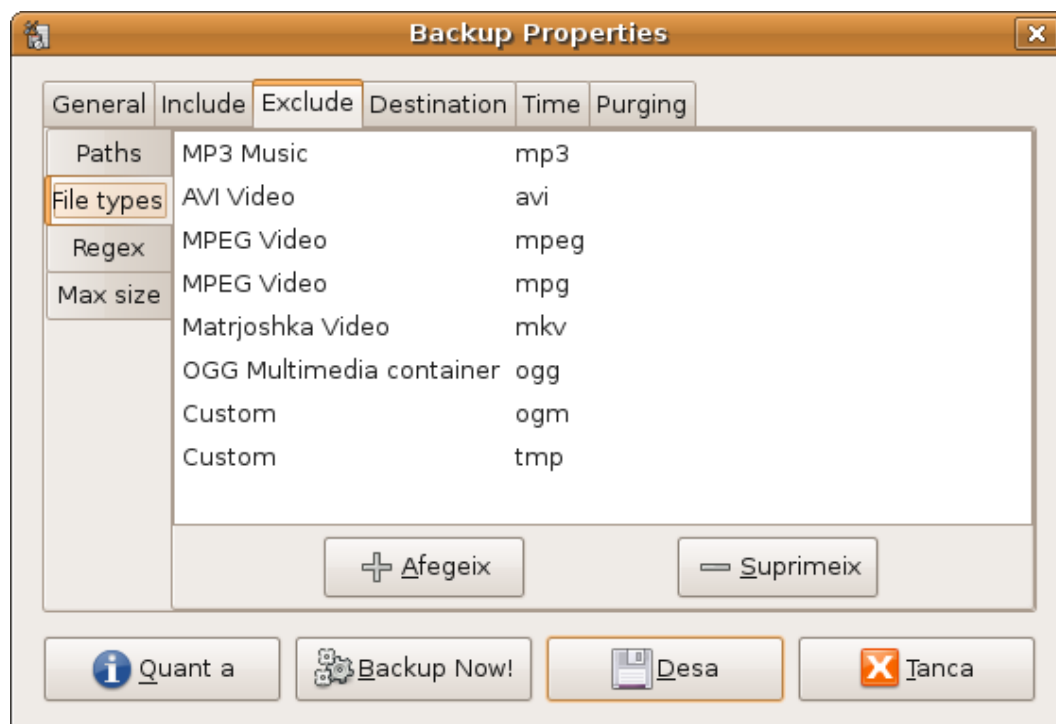 Backup Properties
General Include Exclude Destination Time Purging
Paths
File types
Regex
Max size
MP3 Music mp3
AVI Video avi
MPEG Video mpeg
MPEG Video mpg
Matrjoshka Video mkv
OGG Multimedia container ogg
Custom ogm
Custom tmp
Afegeix Suprimeix
Quant a Backup Now! Desa Tanca